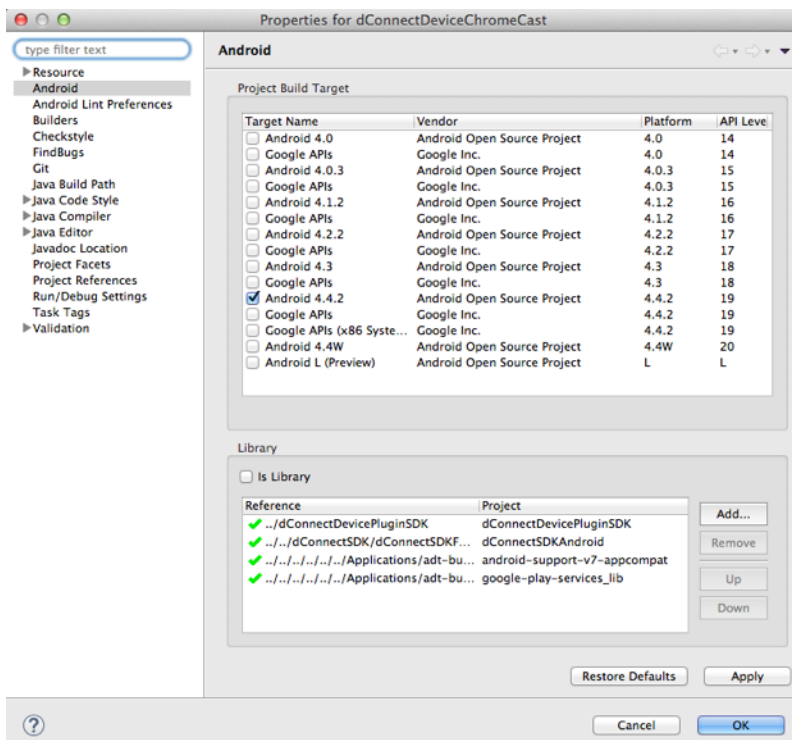 Properties for dConnectDeviceChromeCast
type filter text
Resource
Android
Android Lint Preferences
Builders
Checkstyle
FindBugs
Git
Java Build Path
Java Code Style
Java Compiler
Java Editor
Javadoc Location
Project Facets
Project References
Run/Debug Settings
Task Tags
Validation
Android
Project Build Target
Target Name Vendor Platform API Leve
Android 4.0 Android Open Source Project 4.0 14
Google APIs Google Inc. 4.0 14
Android 4.0.3 Android Open Source Project 4.0.3 15
Google APIs Google Inc. 4.0.3 15
Android 4.1.2 Android Open Source Project 4.1.2 16
Google APIs Google Inc. 4.1.2 16
Android 4.2.2 Android Open Source Project 4.2.2 17
Google APIs Google Inc. 4.2.2 17
Android 4.3 Android Open Source Project 4.3 18
Google APIs Google Inc. 4.3 18
Android 4.4.2 Android Open Source Project 4.4.2 19
Google APIs Google Inc. 4.4.2 19
Google APIs (x86 Syste... Google Inc. 4.4.2 19
Android 4.4W Android Open Source Project 4.4W 20
Android L (Preview) Android Open Source Project L L
Library
Is Library
Reference Project
../dConnectDevicePluginSDK dConnectDevicePluginSDK
../../dConnectSDK/dConnectSDKF... dConnectSDKAndroid
../../../../../../Applications/adt-bu... android-support-v7-appcompat
../../../../../../Applications/adt-bu... google-play-services_lib
Add...
Remove
Up
Down
Restore Defaults Apply
? Cancel OK